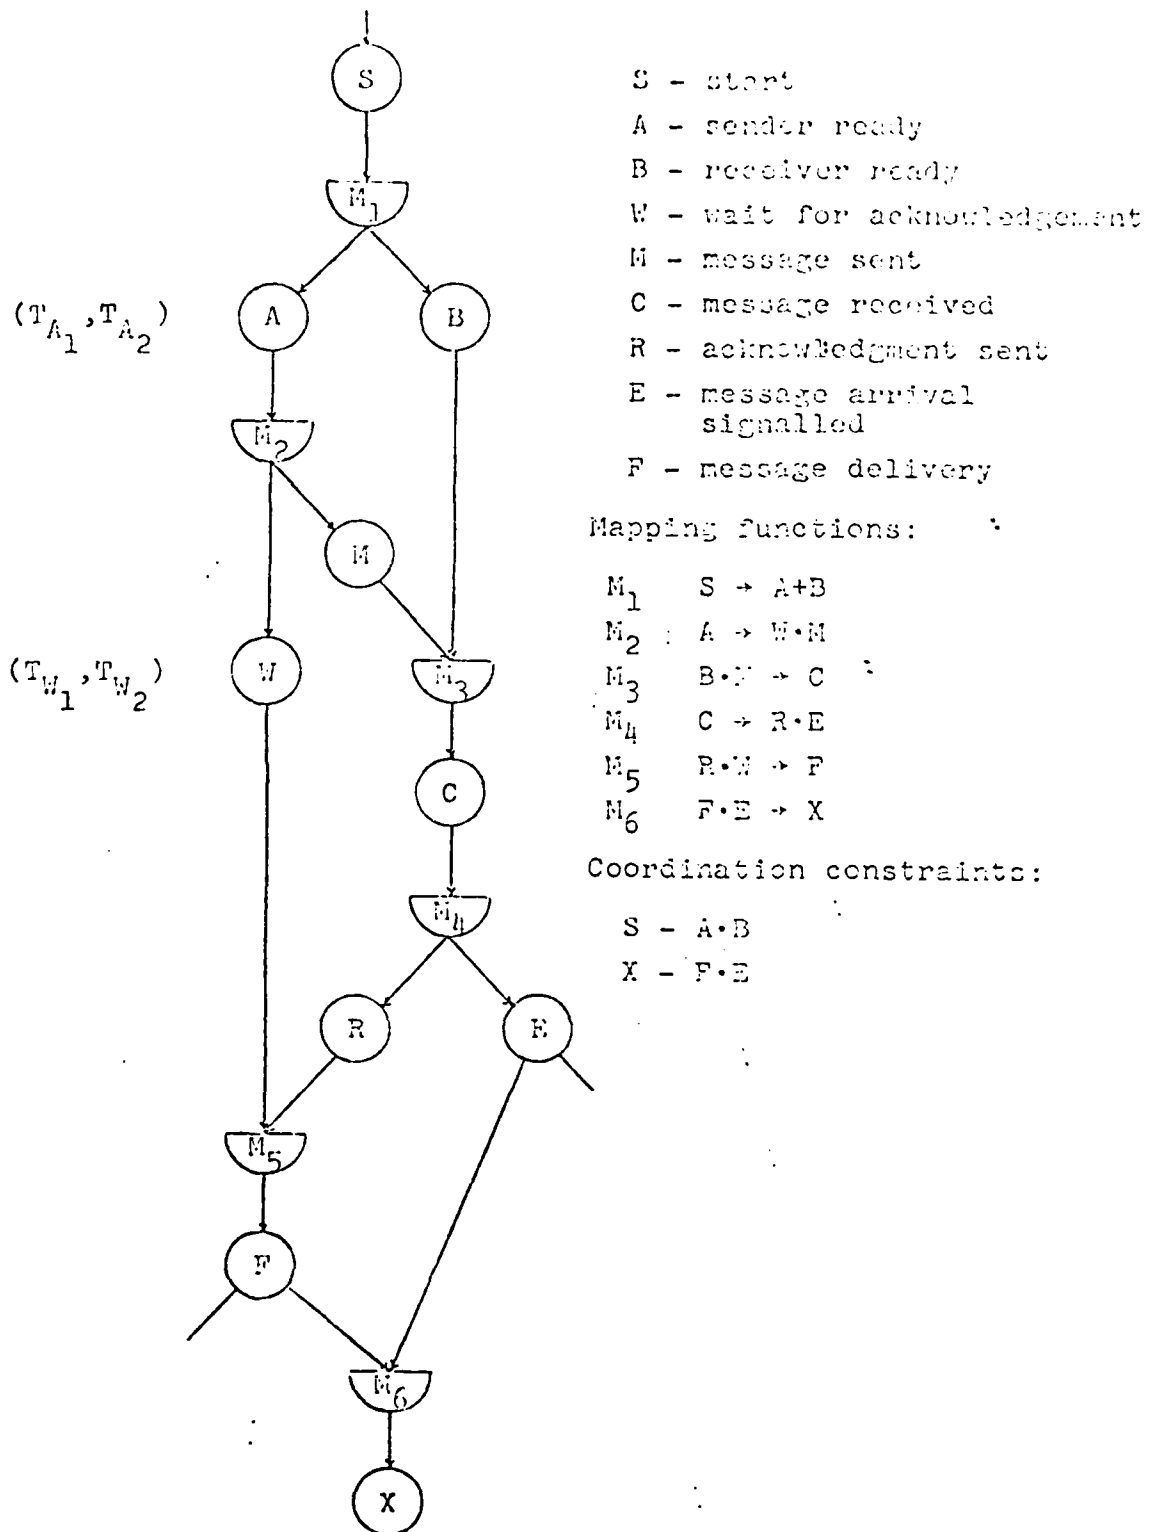 S
M1
(TA1,TA2)
A
B
M2
M
(TW1,TW2)
W
M3
C
M4
R
E
M5
F
M6
X
S - start
A - sender ready
B - receiver ready
W - wait for acknowledgement
M - message sent
C - message received
R - acknowledgment sent
E - message arrival
signalled
F - message delivery
Mapping functions:
M1 S → A+B
M2 : A → W·M
M3 B·M → C
M4 C → R·E
M5 R·W → F
M6 F·E → X
Coordination constraints:
S - A·B
X - F·E